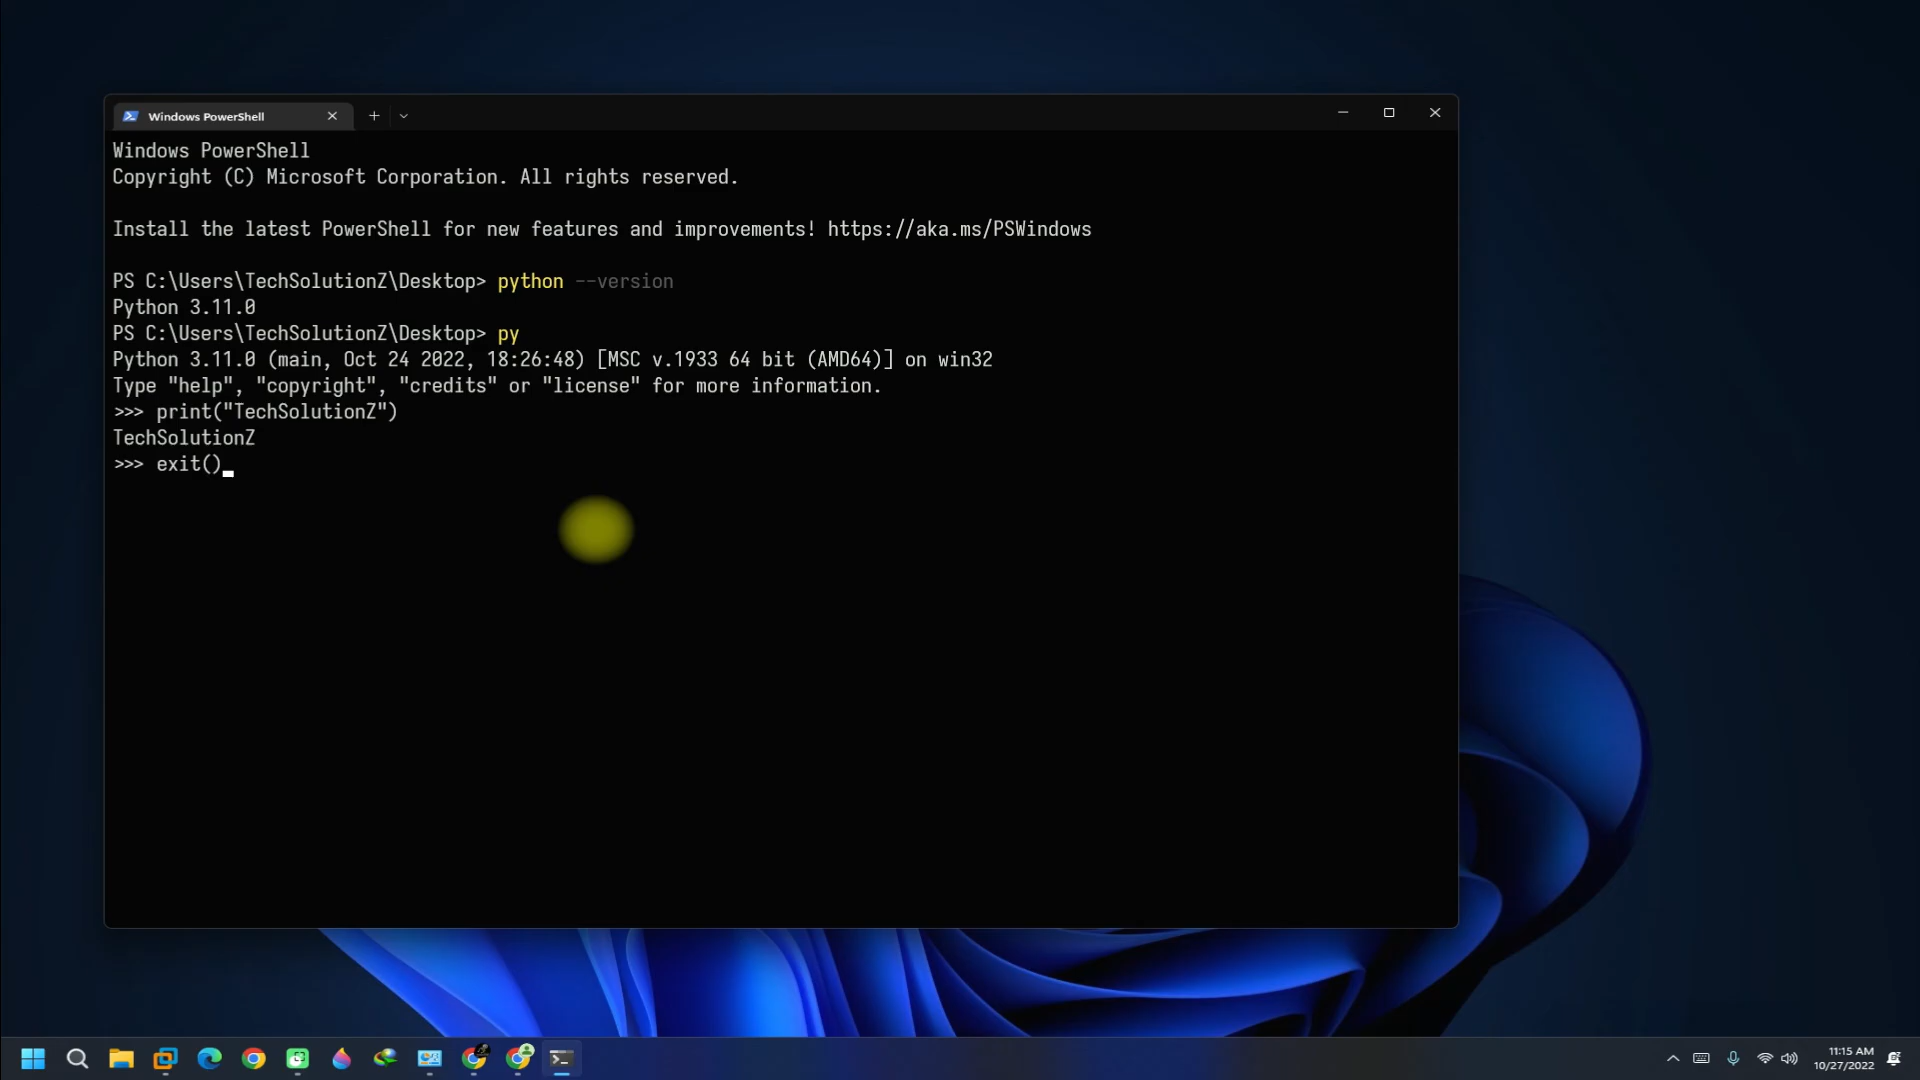 Windows PowerShell
Windows PowerShell
Copyright (C) Microsoft Corporation. All rights reserved.
Install the latest PowerShell for new features and improvements! https://aka.ms/PSWindows
PS C:\Users\TechSolutionZ\Desktop> python --version
Python 3.11.0
PS C:\Users\TechSolutionZ\Desktop> py
Python 3.11.0 (main, Oct 24 2022, 18:26:48) [MSC v.1933 64 bit (AMD64)] on win32
Type "help", "copyright", "credits" or "license" for more information.
>>> print("TechSolutionZ")
TechSolutionZ
>>> exit()
11:15 AM
10/27/2022